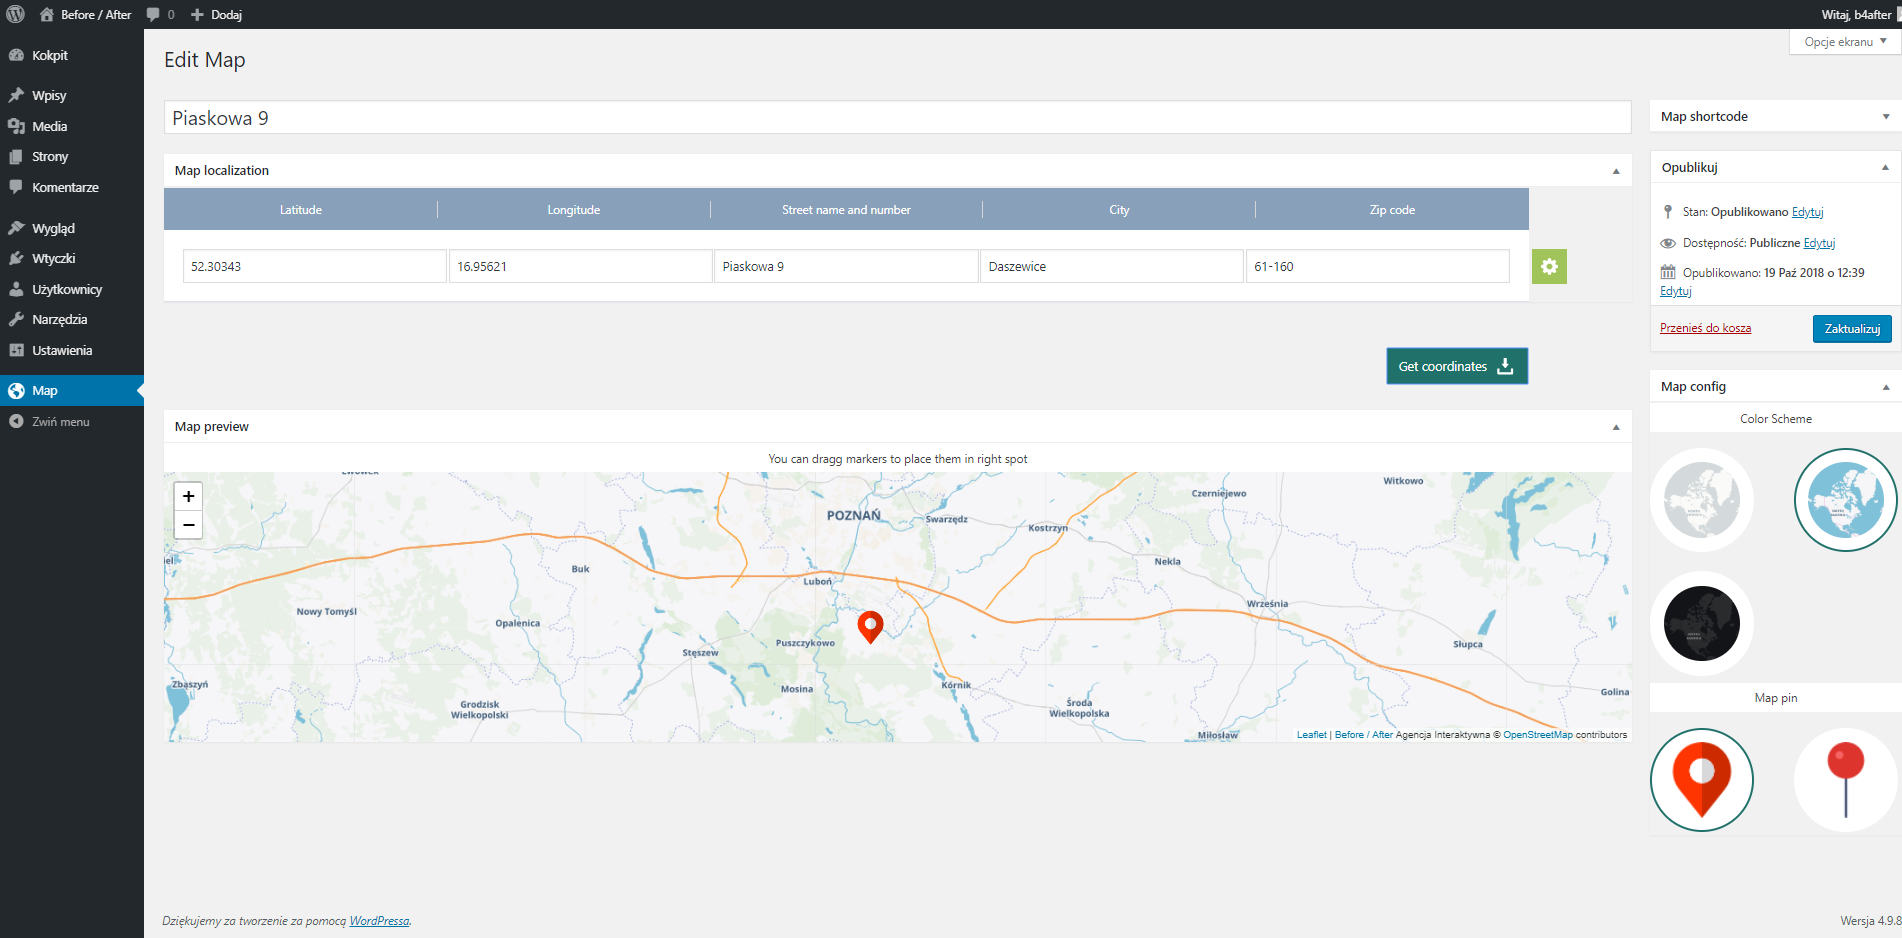 Before / After
0
Dodaj
Witaj, b4after
Kokpit
Wpisy
Media
Strony
Komentarze
Wygląd
Wtyczki
Użytkownicy
Narzędzia
Ustawienia
Map
Zwiń menu
Opcje ekranu
Edit Map
Piaskowa 9
Map localization
Latitude
Longitude
Street name and number
City
Zip code
52.30343
16.95621
Piaskowa 9
Daszewice
61-160
Get coordinates
Map preview
You can dragg markers to place them in right spot
+
−
POZNAŃ
Swarzędz
Kostrzyn
Czerniejewo
Witkowo
Nekla
Buk
Luboń
Nowy Tomyśl
Opalenica
Września
Puszczykowo
Stęszew
Słupca
Zbąszyń
Mosina
Kórnik
Golina
Grodzisk
Wielkopolski
Środa
Wielkopolska
Miłosław
Leaflet | Before / After Agencja Interaktywna © OpenStreetMap contributors
Map shortcode
Opublikuj
Stan: Opublikowano Edytuj
Dostępność: Publiczne Edytuj
Opublikowano: 19 Paź 2018 o 12:39
Edytuj
Przenieś do kosza
Zaktualizuj
Map config
Color Scheme
Map pin
Dziękujemy za tworzenie za pomocą WordPressa.
Wersja 4.9.8